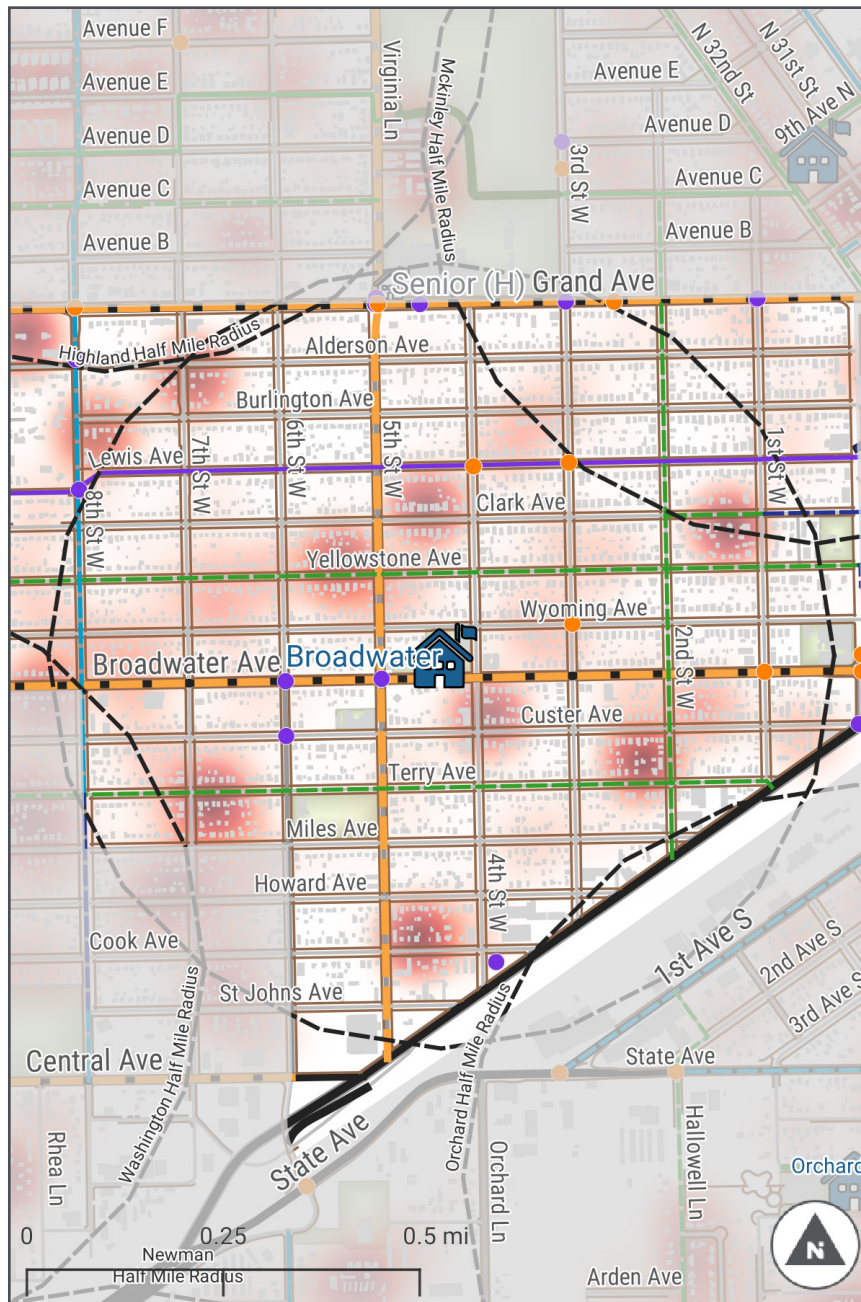 Avenue F
Avenue E
Avenue D
Avenue C
Avenue B
Virginia Ln
Mckinley Half Mile Radius
N 32nd St
N 31st St
9th Ave N
Avenue E
Avenue D
3rd St W
Avenue C
Avenue B
Senior (H)
Grand Ave
Highland Half Mile Radius
Alderson Ave
Burlington Ave
Lewis Ave
8th St W
7th St W
6th St W
5th St W
1st St W
Clark Ave
Yellowstone Ave
Wyoming Ave
Broadwater Ave
Broadwater
2nd St W
Custer Ave
Terry Ave
Miles Ave
Howard Ave
4th St W
Cook Ave
St Johns Ave
1st Ave S
2nd Ave S
3rd Ave S
Central Ave
State Ave
Washington Half Mile Radius
Orchard Half Mile Radius
State Ave
Rhea Ln
Orchard Ln
Hallowell Ln
Orchard
0
0.25
0.5 mi
Newman
Half Mile Radius
Arden Ave
N